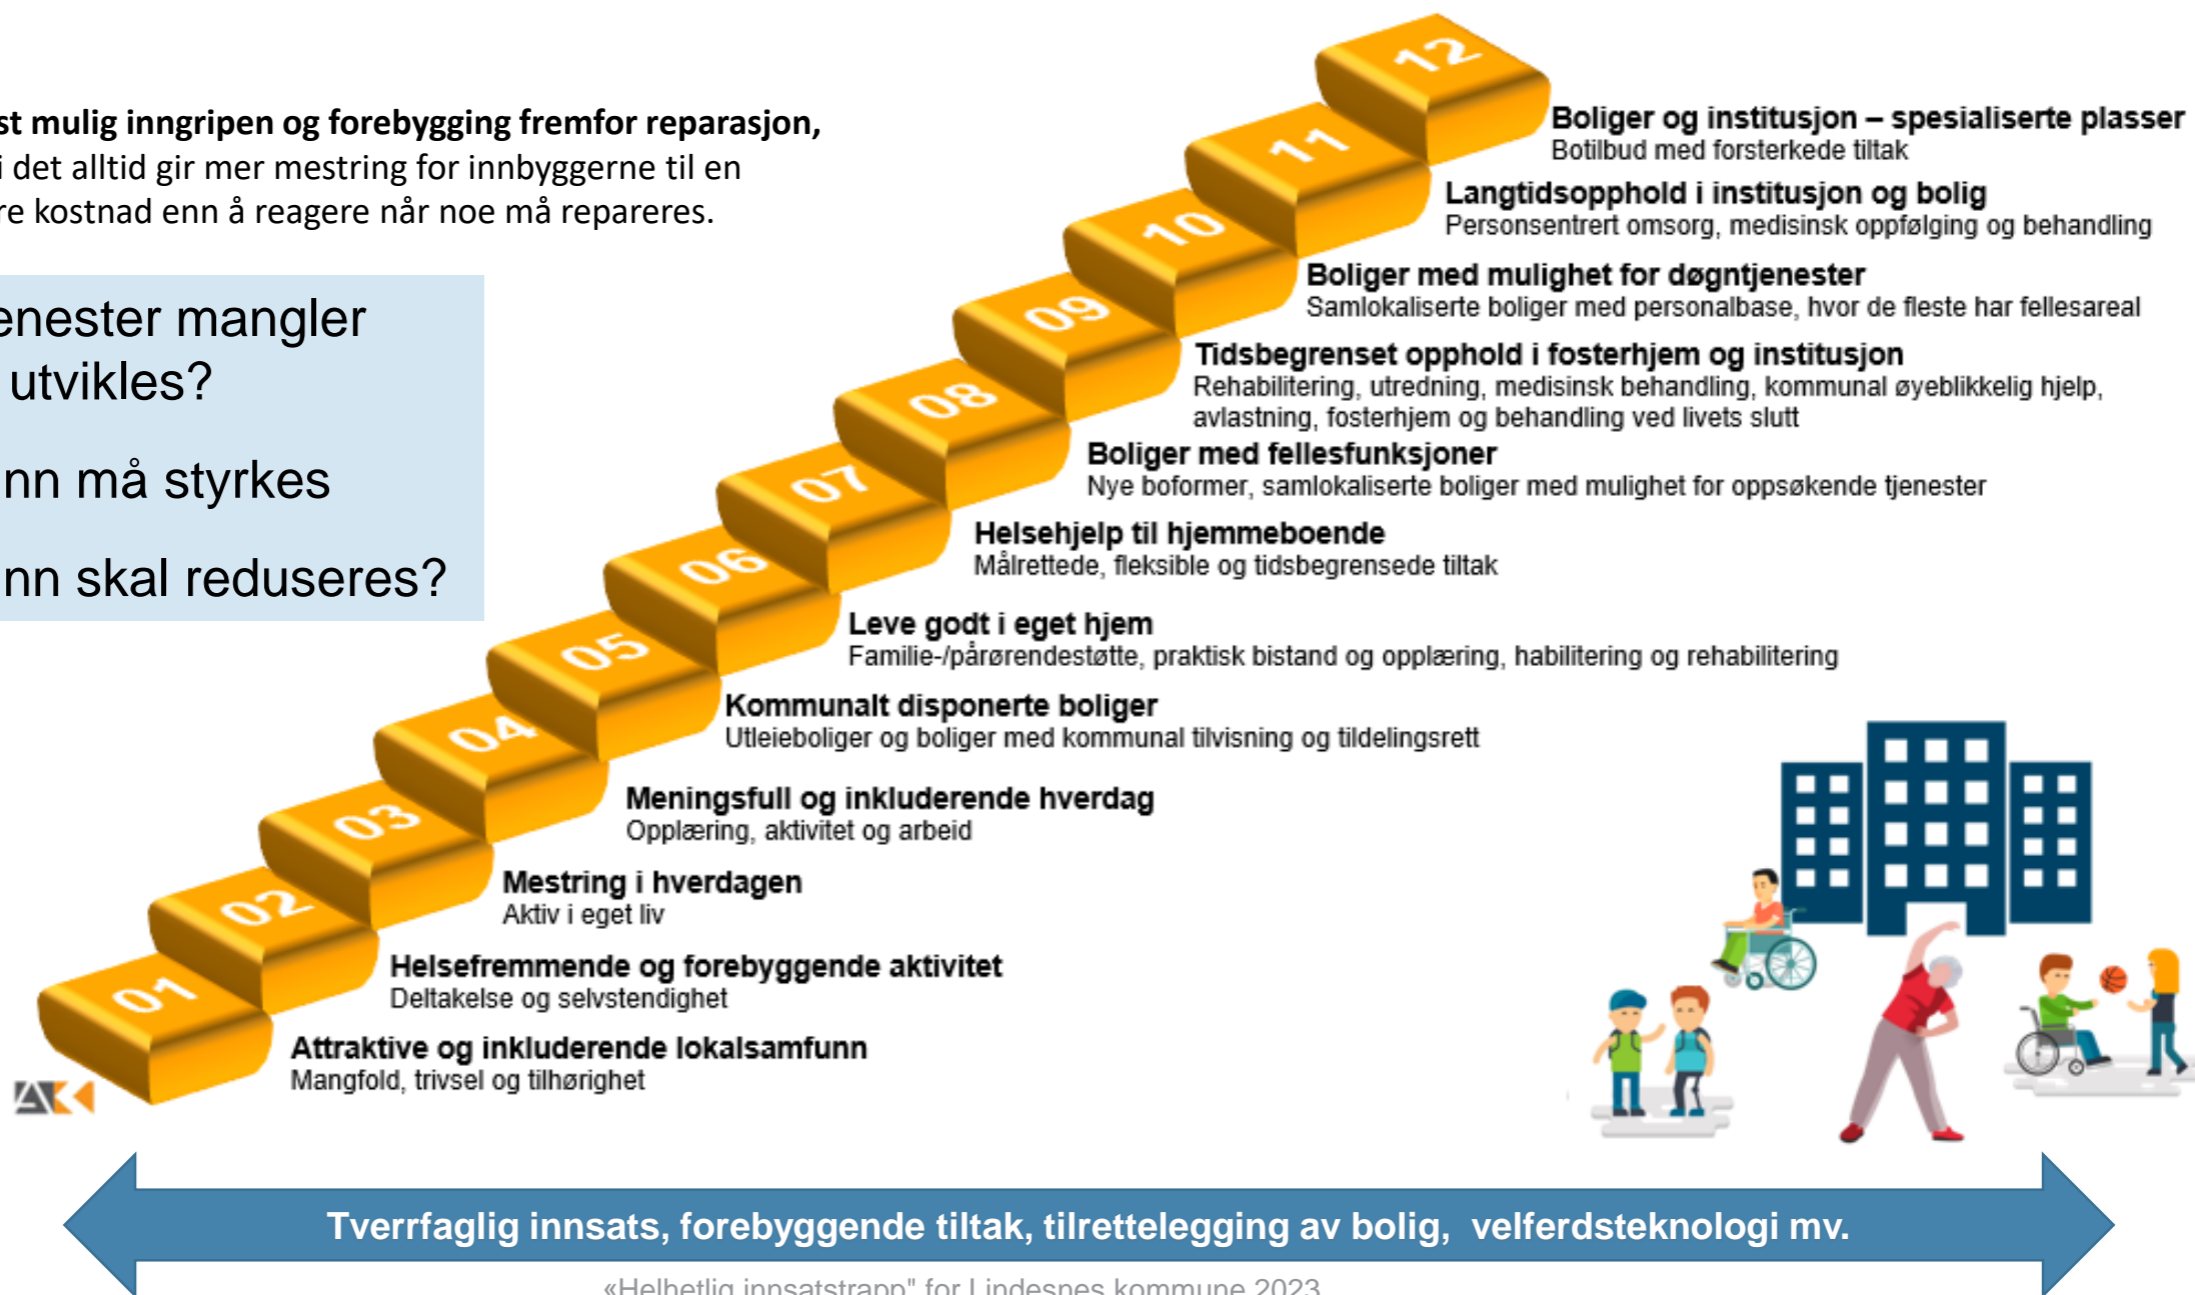 st mulig inngripen og forebygging fremfor reparasjon,
i det alltid gir mer mestring for innbyggerne til en
re kostnad enn å reagere når noe må repareres.
enester mangler
utvikles?
nn må styrkes
nn skal reduseres?
12
Boliger og institusjon – spesialiserte plasser
Botilbud med forsterkede tiltak
11
Langtidsopphold i institusjon og bolig
Personsentrert omsorg, medisinsk oppfølging og behandling
10
Boliger med mulighet for døgntjenester
Samlokaliserte boliger med personalbase, hvor de fleste har fellesareal
09
Tidsbegrenset opphold i fosterhjem og institusjon
Rehabilitering, utredning, medisinsk behandling, kommunal øyeblikkelig hjelp,
avlastning, fosterhjem og behandling ved livets slutt
08
Boliger med fellesfunksjoner
Nye boformer, samlokaliserte boliger med mulighet for oppsøkende tjenester
07
Helsehjelp til hjemmeboende
Målrettede, fleksible og tidsbegrensede tiltak
06
Leve godt i eget hjem
Familie-/pårørendestøtte, praktisk bistand og opplæring, habilitering og rehabilitering
05
Kommunalt disponerte boliger
Utleieboliger og boliger med kommunal tilvisning og tildelingsrett
04
Meningsfull og inkluderende hverdag
Opplæring, aktivitet og arbeid
03
Mestring i hverdagen
Aktiv i eget liv
02
Helsefremmende og forebyggende aktivitet
Deltakelse og selvstendighet
01
Attraktive og inkluderende lokalsamfunn
Mangfold, trivsel og tilhørighet
Tverrfaglig innsats, forebyggende tiltak, tilrettelegging av bolig, velferdsteknologi mv.
«Helhetlig innsatstrapp" for Lindesnes kommune 2023